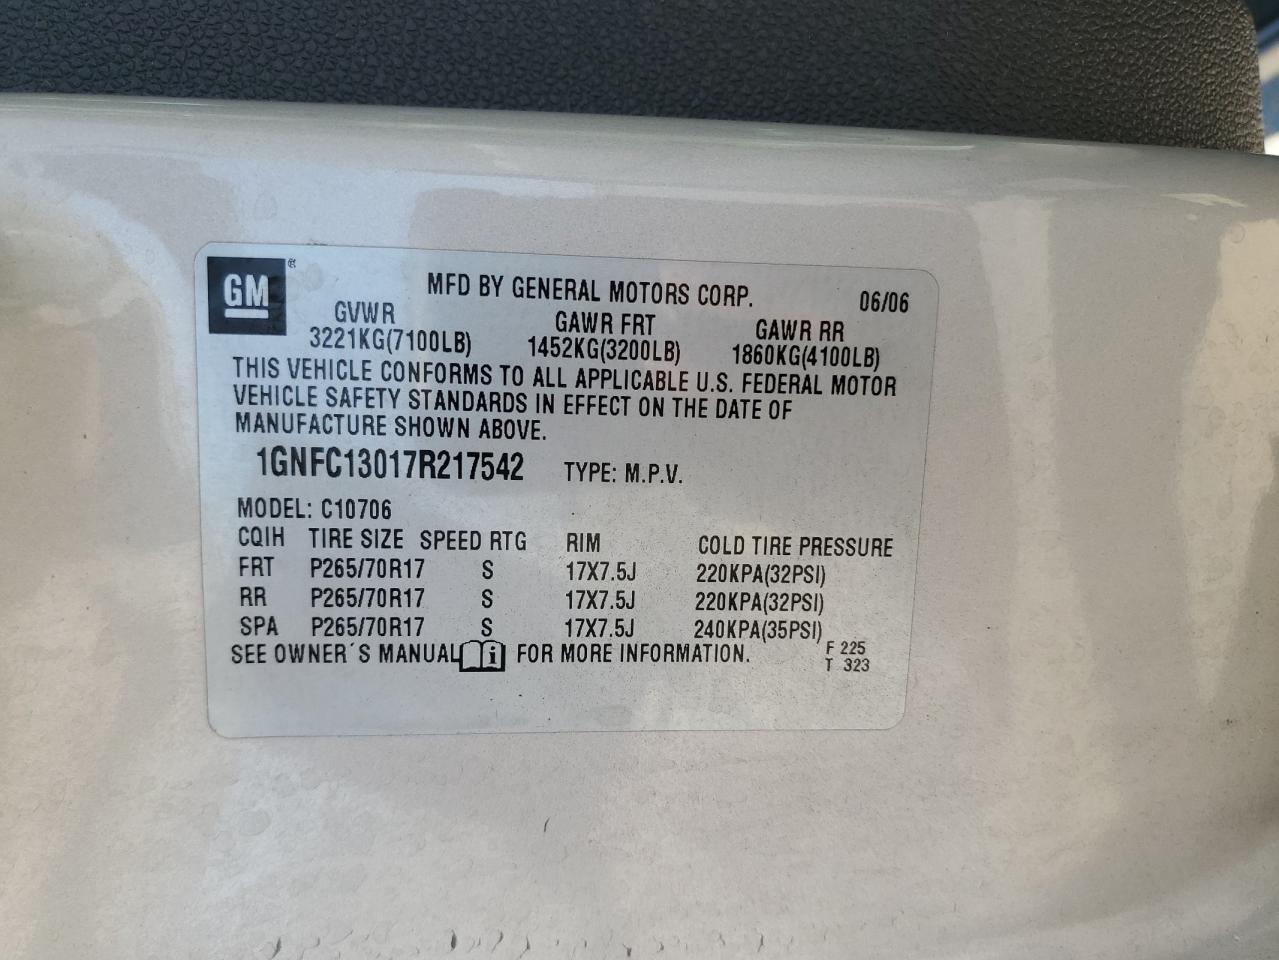 GM®
MFD BY GENERAL MOTORS CORP. 06/06
GVWR GAWR FRT GAWR RR
3221KG(7100LB) 1452KG(3200LB) 1860KG(4100LB)
THIS VEHICLE CONFORMS TO ALL APPLICABLE U.S. FEDERAL MOTOR
VEHICLE SAFETY STANDARDS IN EFFECT ON THE DATE OF
MANUFACTURE SHOWN ABOVE.
1GNFC13017R217542 TYPE: M.P.V.
MODEL: C10706
CQIH TIRE SIZE SPEED RTG RIM COLD TIRE PRESSURE
FRT P265/70R17 S 17X7.5J 220KPA(32PSI)
RR P265/70R17 S 17X7.5J 220KPA(32PSI)
SPA P265/70R17 S 17X7.5J 240KPA(35PSI)
SEE OWNER´S MANUAL i FOR MORE INFORMATION. F 225
T 323